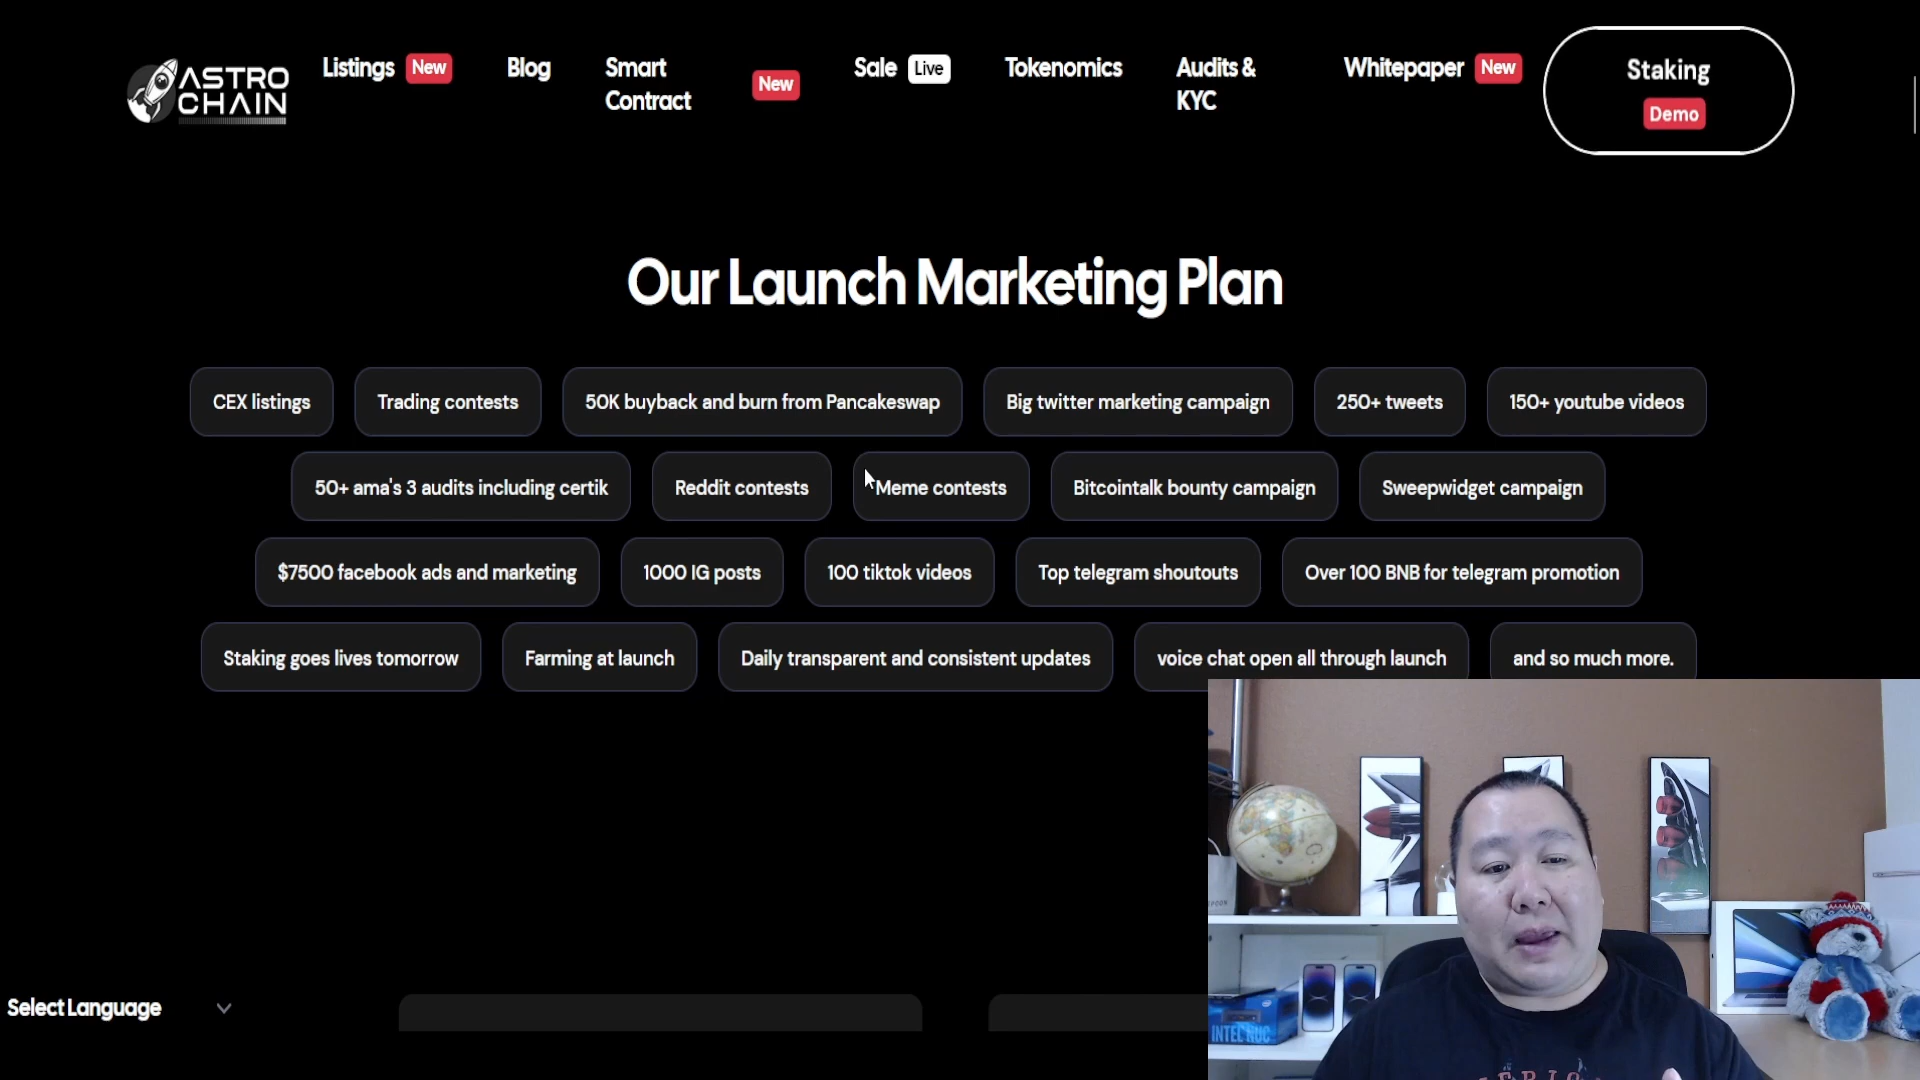 ASTRO
CHAIN
Listings New
Blog
Smart
Contract
New
Sale Live
Tokenomics
Audits &
KYC
Whitepaper New
Staking
Demo
Our Launch Marketing Plan
CEX listings
Trading contests
50K buyback and burn from Pancakeswap
Big twitter marketing campaign
250+ tweets
150+ youtube videos
50+ ama's 3 audits including certik
Reddit contests
Meme contests
Bitcointalk bounty campaign
Sweepwidget campaign
$7500 facebook ads and marketing
1000 IG posts
100 tiktok videos
Top telegram shoutouts
Over 100 BNB for telegram promotion
Staking goes lives tomorrow
Farming at launch
Daily transparent and consistent updates
voice chat open all through launch
and so much more.
Select Language
INTEL NUC